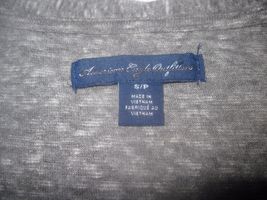 American Eagle Outfitters
S/P
MADE IN
VIETNAM
FABRIQUÉ AU
VIETNAM